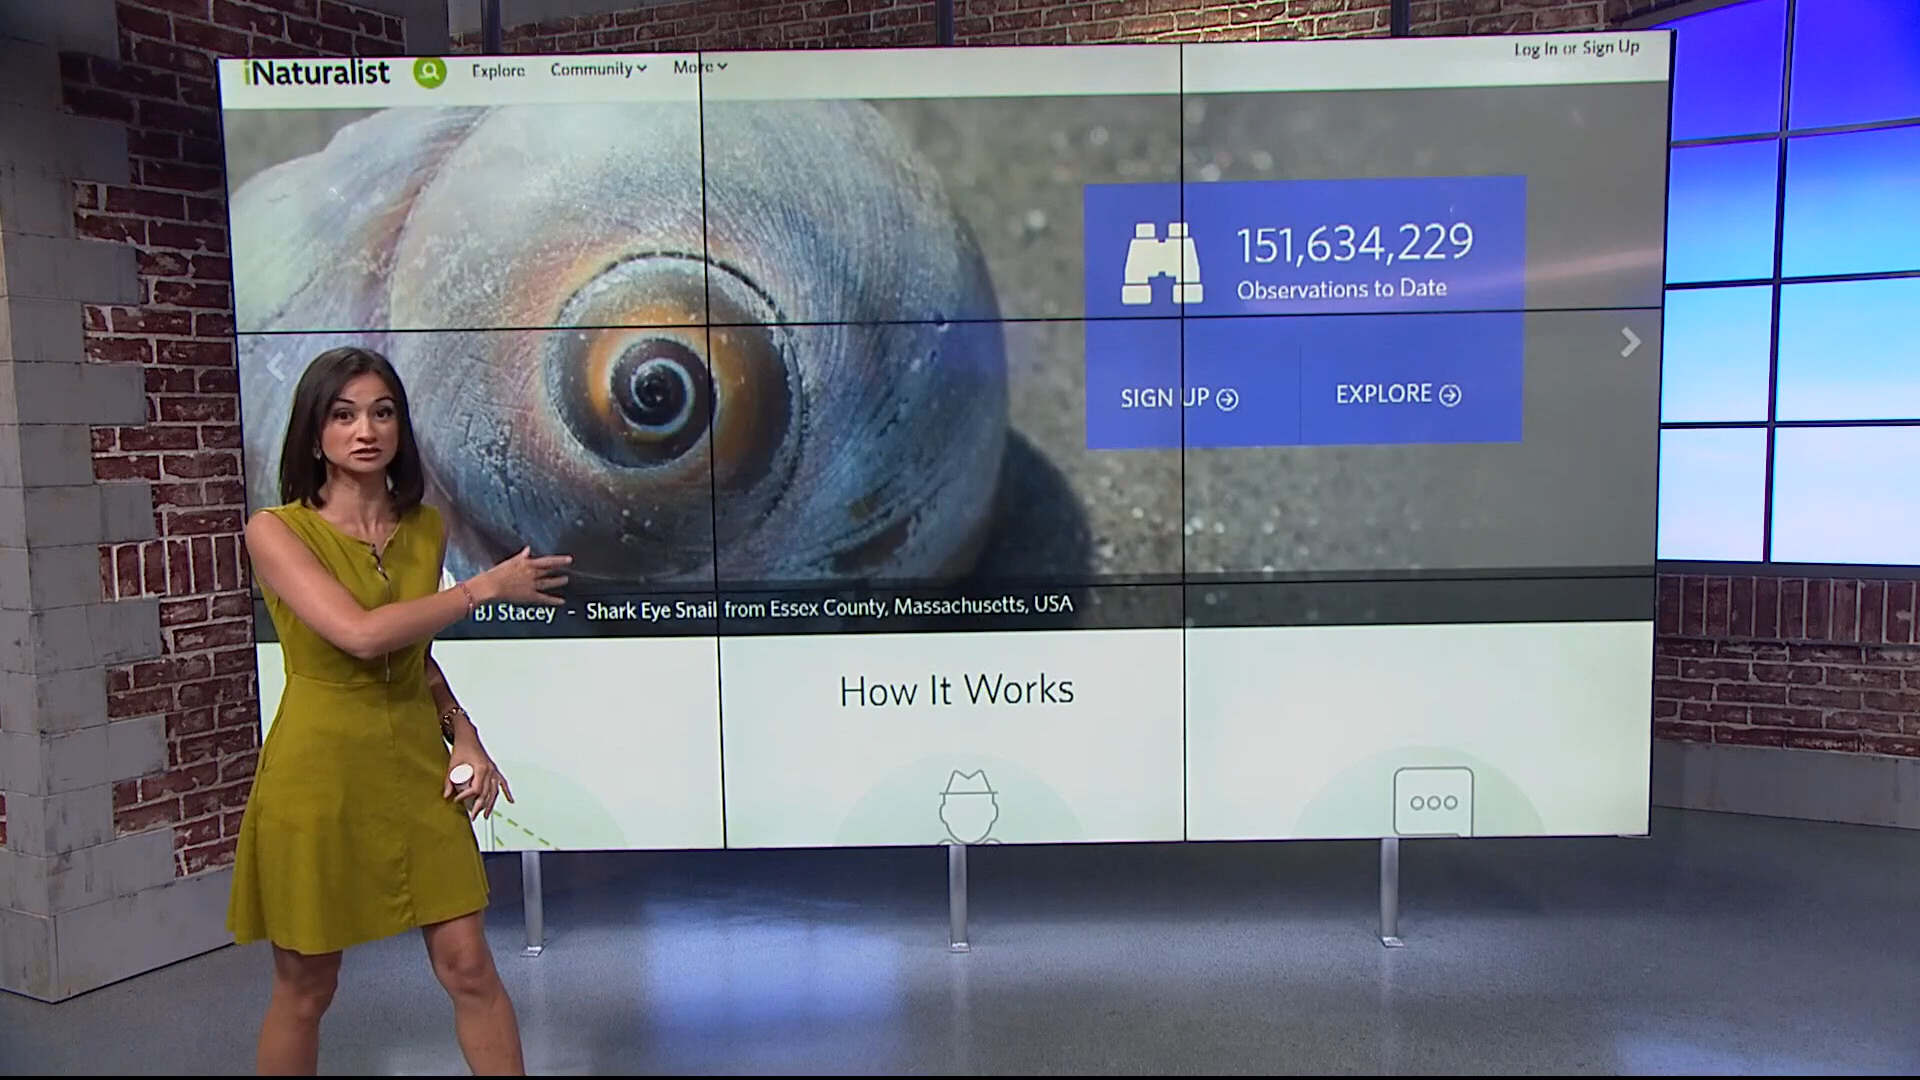 iNaturalist Explore Community More Log In or Sign Up
151,634,229
Observations to Date
SIGN UP EXPLORE
BJ Stacey - Shark Eye Snail from Essex County, Massachusetts, USA
How It Works